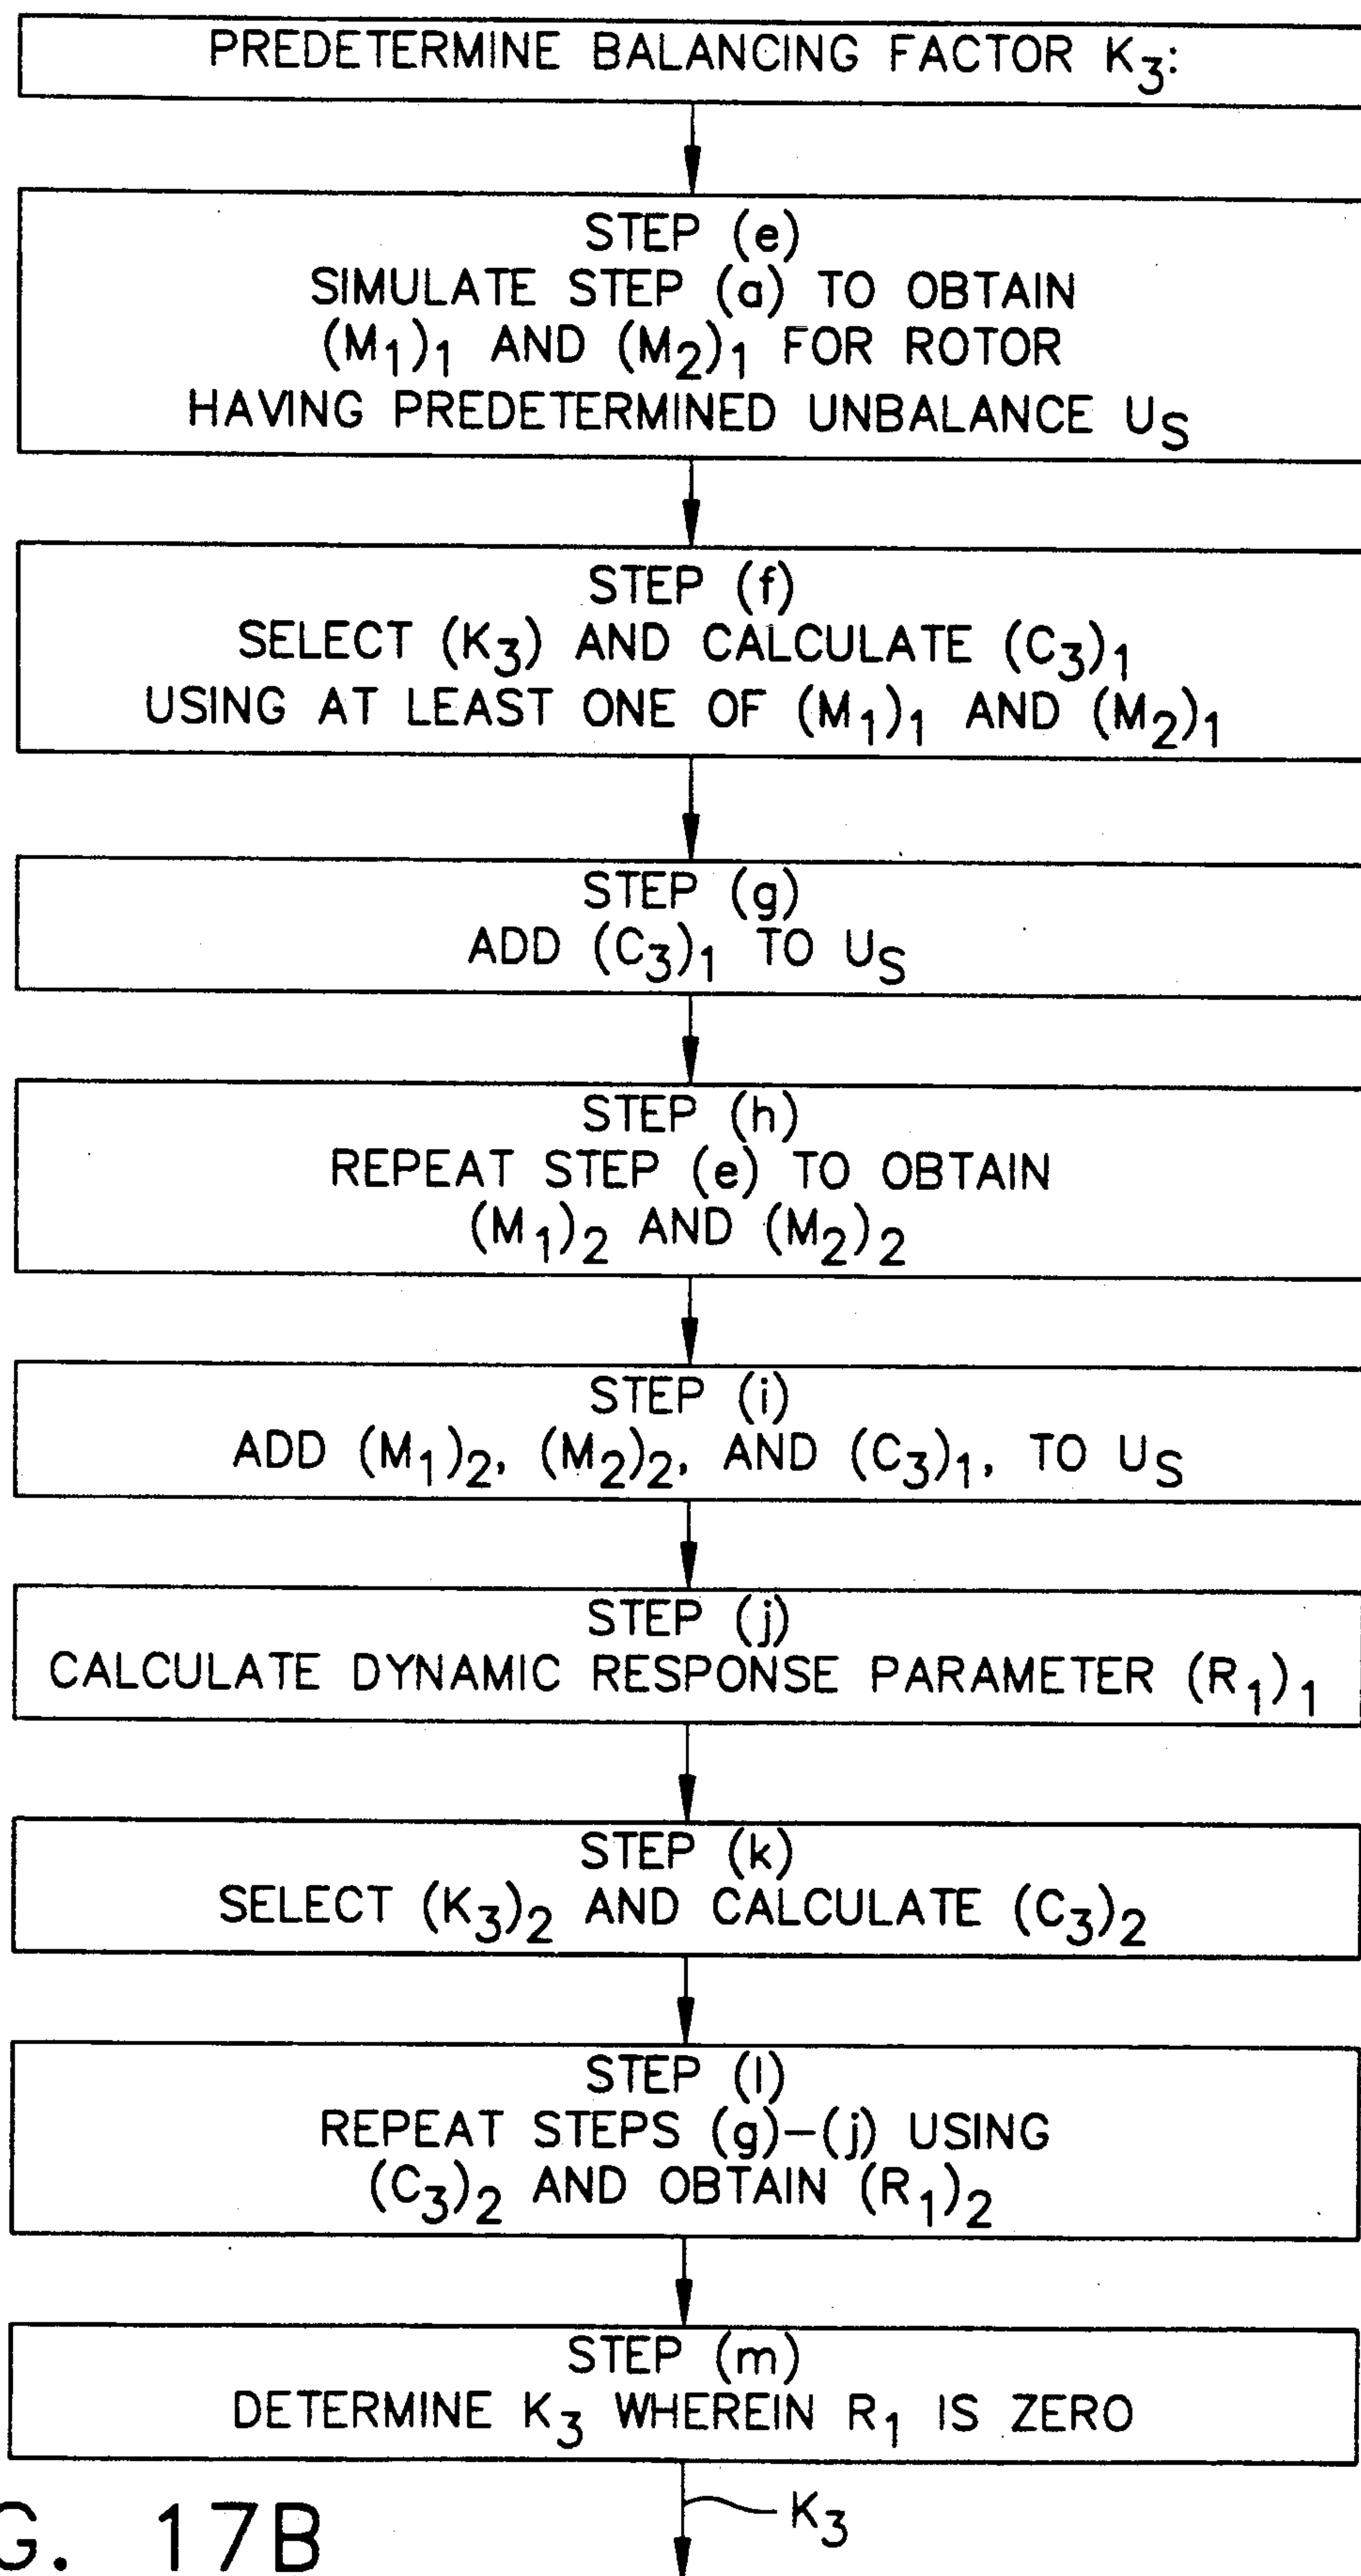 PREDETERMINE BALANCING FACTOR K₃:
STEP (e)
SIMULATE STEP (a) TO OBTAIN
(M₁)₁ AND (M₂)₁ FOR ROTOR
HAVING PREDETERMINED UNBALANCE U_S
STEP (f)
SELECT (K₃) AND CALCULATE (C₃)₁
USING AT LEAST ONE OF (M₁)₁ AND (M₂)₁
STEP (g)
ADD (C₃)₁ TO U_S
STEP (h)
REPEAT STEP (e) TO OBTAIN
(M₁)₂ AND (M₂)₂
STEP (i)
ADD (M₁)₂, (M₂)₂, AND (C₃)₁, TO U_S
STEP (j)
CALCULATE DYNAMIC RESPONSE PARAMETER (R₁)₁
STEP (k)
SELECT (K₃)₂ AND CALCULATE (C₃)₂
STEP (l)
REPEAT STEPS (g)–(j) USING
(C₃)₂ AND OBTAIN (R₁)₂
STEP (m)
DETERMINE K₃ WHEREIN R₁ IS ZERO
K₃
G. 17B